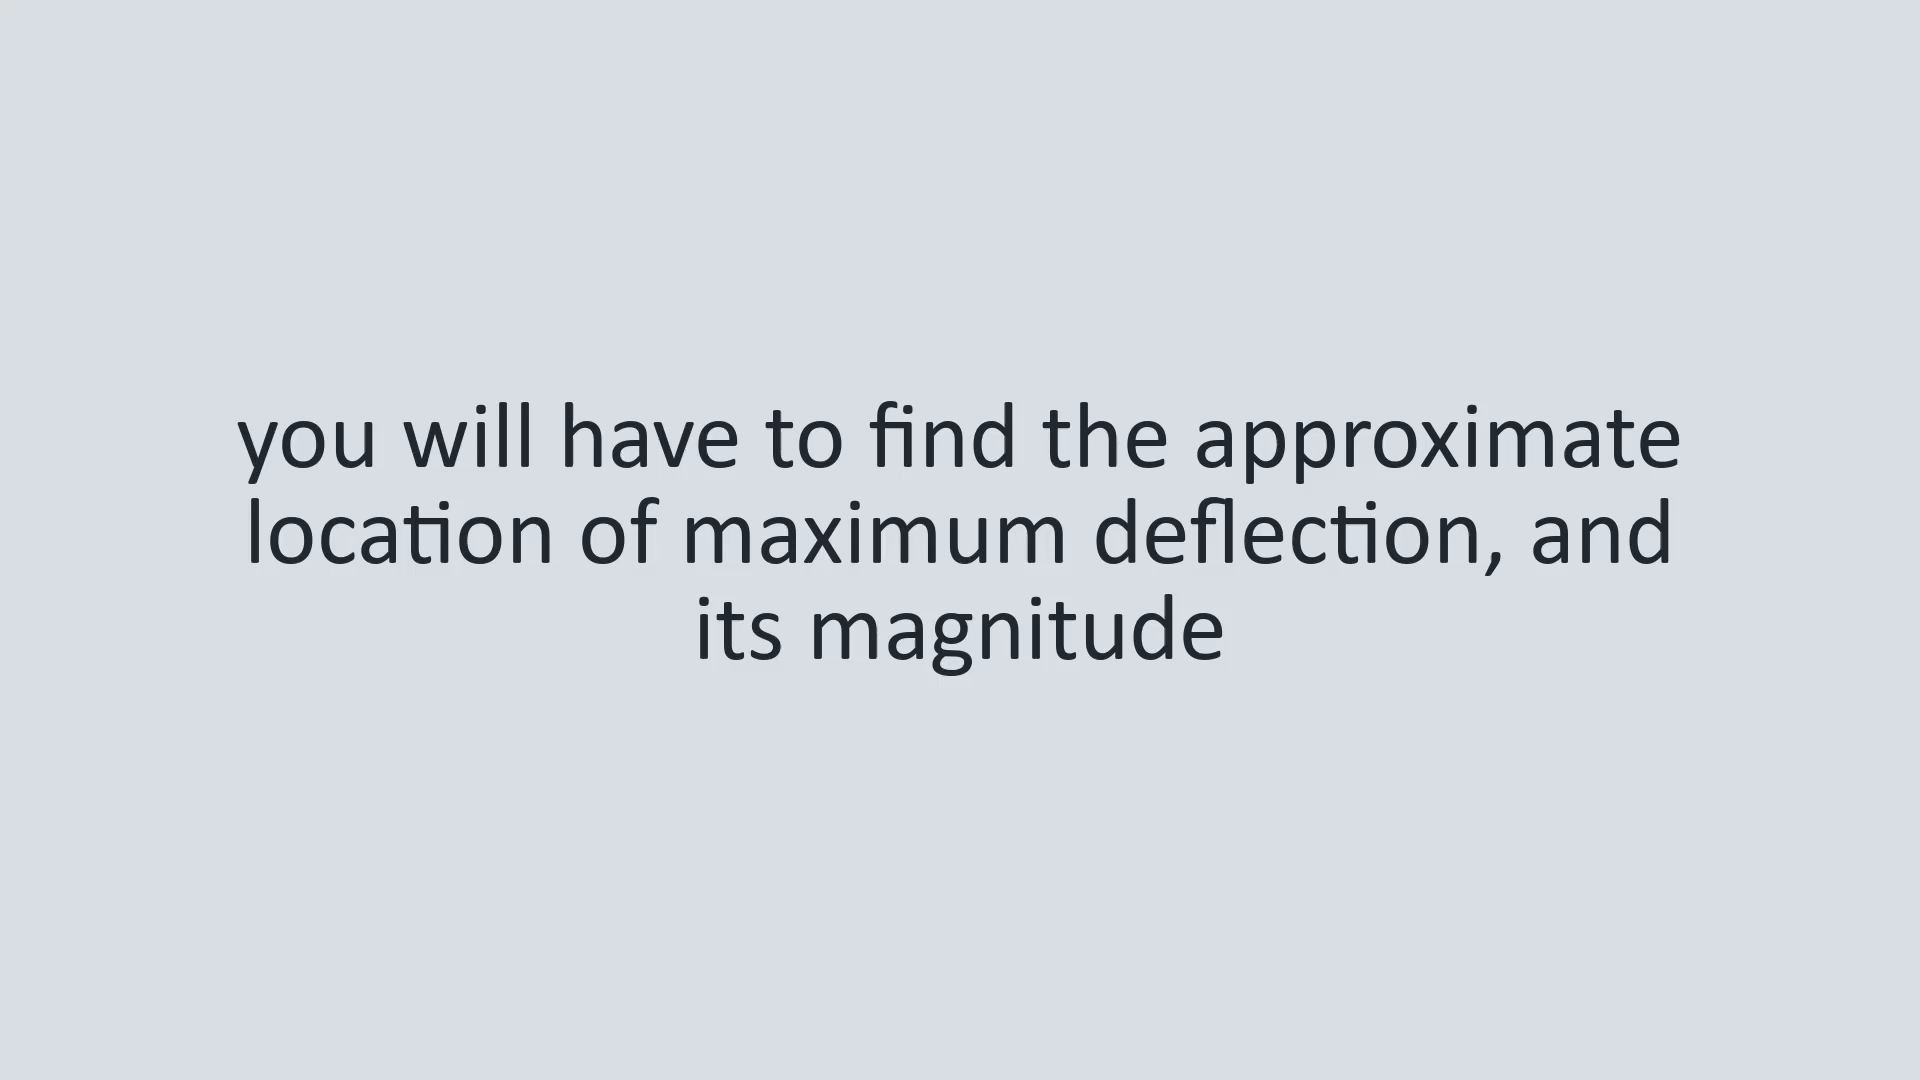 you will have to find the approximate
location of maximum deflection, and
its magnitude